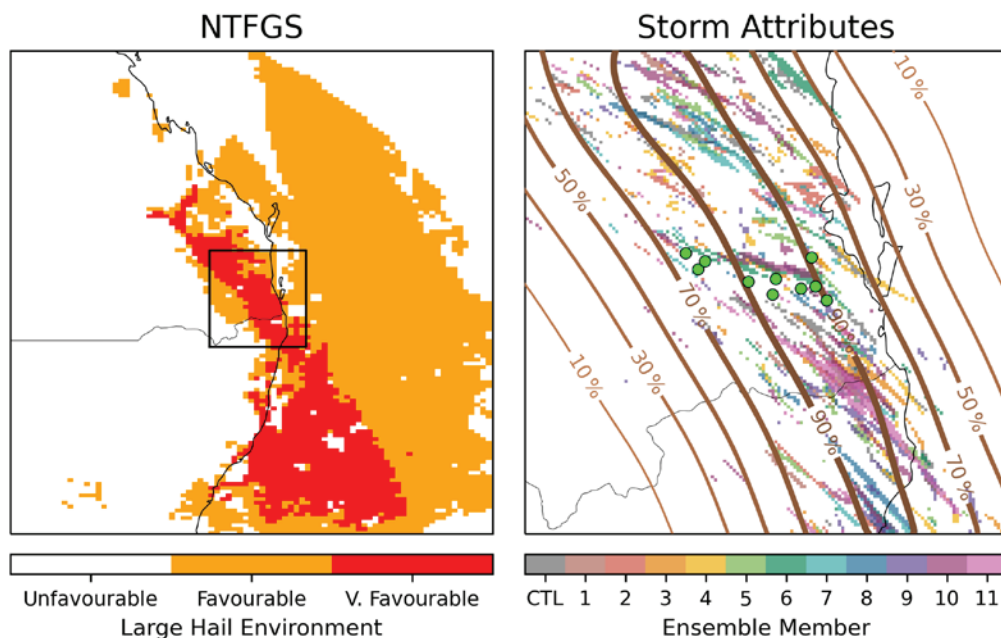 NTFGS
Storm Attributes
10 %
50 %
30 %
70 %
90 %
30 %
10 %
50 %
90 %
70 %
Unfavourable Favourable V. Favourable
Large Hail Environment
CTL 1 2 3 4 5 6 7 8 9 10 11
Ensemble Member